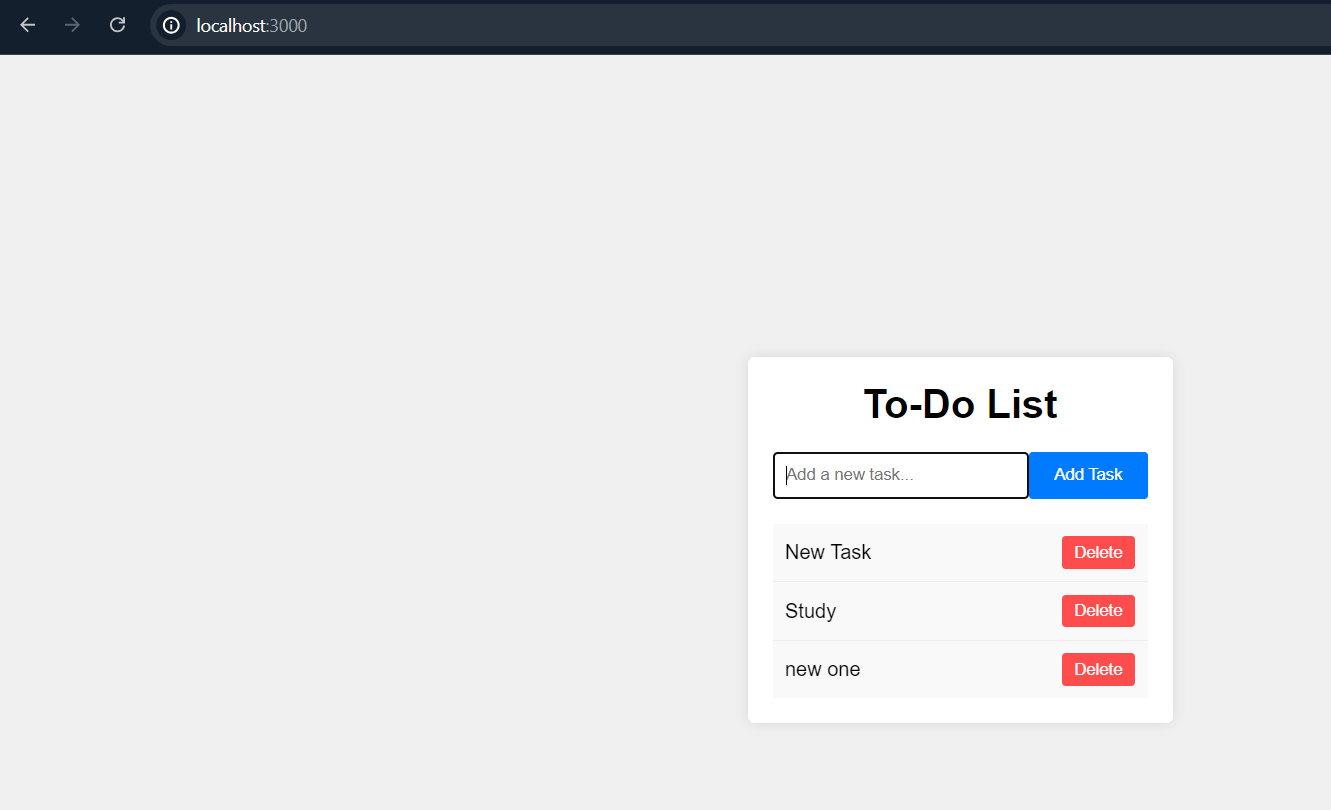 localhost:3000
To-Do List
Add a new task... Add Task
New Task Delete
Study Delete
new one Delete